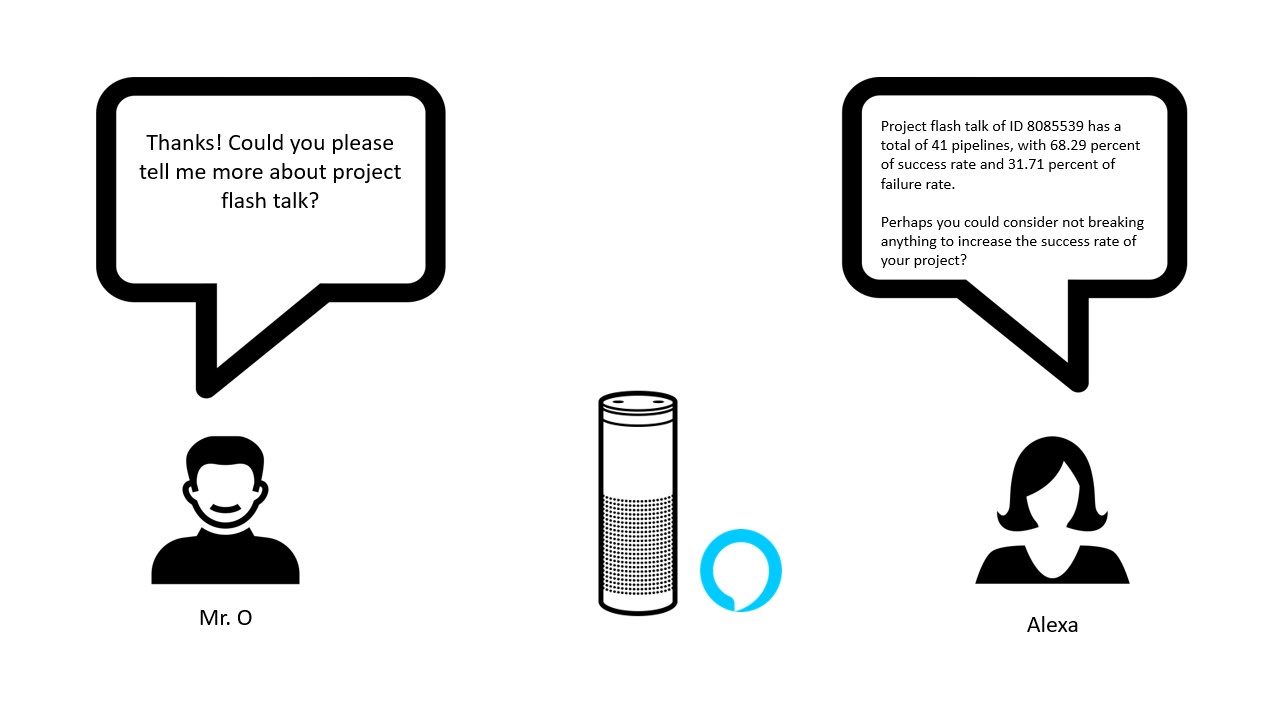 Thanks! Could you please
tell me more about project
flash talk?
Project flash talk of ID 8085539 has a
total of 41 pipelines, with 68.29 percent
of success rate and 31.71 percent of
failure rate.
Perhaps you could consider not breaking
anything to increase the success rate of
your project?
Mr. O
Alexa